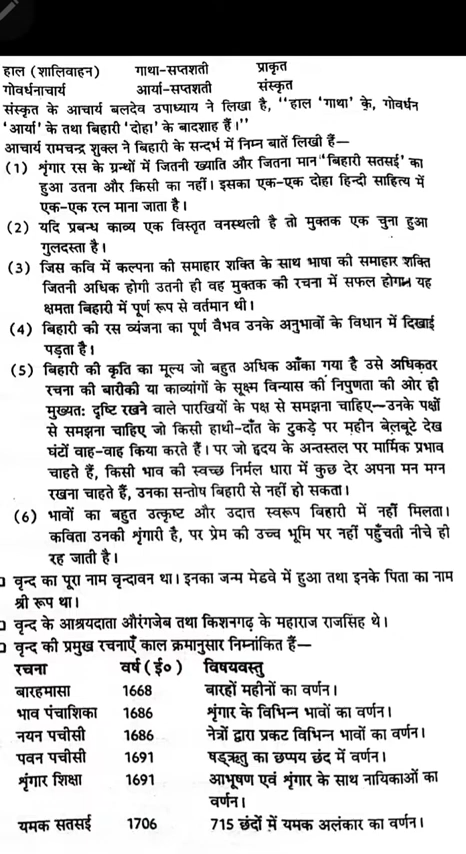 हाल (शालिवाहन) गाथा-सप्तशती प्राकृत
गोवर्धनाचार्य आर्या-सप्तशती संस्कृत
संस्कृत के आचार्य बलदेव उपाध्याय ने लिखा है, ''हाल 'गाथा' के, गोवर्धन
'आर्या' के तथा बिहारी 'दोहा' के बादशाह हैं।''
आचार्य रामचन्द्र शुक्ल ने बिहारी के सन्दर्भ में निम्न बातें लिखी हैं—
(1) शृंगार रस के ग्रन्थों में जितनी ख्याति और जितना मान 'बिहारी सतसई' का
हुआ उतना और किसी का नहीं। इसका एक-एक दोहा हिन्दी साहित्य में
एक-एक रत्न माना जाता है।
(2) यदि प्रबन्ध काव्य एक विस्तृत वनस्थली है तो मुक्तक एक चुना हुआ
गुलदस्ता है।
(3) जिस कवि में कल्पना की समाहार शक्ति के साथ भाषा की समाहार शक्ति
जितनी अधिक होगी उतनी ही वह मुक्तक की रचना में सफल होगा। यह
क्षमता बिहारी में पूर्ण रूप से वर्तमान थी।
(4) बिहारी की रस व्यंजना का पूर्ण वैभव उनके अनुभावों के विधान में दिखाई
पड़ता है।
(5) बिहारी की कृति का मूल्य जो बहुत अधिक आँका गया है उसे अधिकतर
रचना की बारीकी या काव्यांगों के सूक्ष्म विन्यास की निपुणता की ओर ही
मुख्यतः दृष्टि रखने वाले पारखियों के पक्ष से समझना चाहिए—उनके पक्षों
से समझना चाहिए जो किसी हाथी-दाँत के टुकड़े पर महीन बेलबूटे देख
घंटों वाह-वाह किया करते हैं। पर जो हृदय के अन्तस्तल पर मार्मिक प्रभाव
चाहते हैं, किसी भाव की स्वच्छ निर्मल धारा में कुछ देर अपना मन मग्न
रखना चाहते हैं, उनका सन्तोष बिहारी से नहीं हो सकता।
(6) भावों का बहुत उत्कृष्ट और उदात्त स्वरूप बिहारी में नहीं मिलता।
कविता उनकी शृंगारी है, पर प्रेम की उच्च भूमि पर नहीं पहुँचती नीचे ही
रह जाती है।
वृन्द का पूरा नाम वृन्दावन था। इनका जन्म मेडवे में हुआ तथा इनके पिता का नाम
श्री रूप था।
वृन्द के आश्रयदाता औरंगजेब तथा किशनगढ़ के महाराज राजसिंह थे।
वृन्द की प्रमुख रचनाएँ काल क्रमानुसार निम्नांकित हैं—
रचना वर्ष (ई०) विषयवस्तु
बारहमासा 1668 बारहों महीनों का वर्णन।
भाव पंचाशिका 1686 शृंगार के विभिन्न भावों का वर्णन।
नयन पचीसी 1686 नेत्रों द्वारा प्रकट विभिन्न भावों का वर्णन।
पवन पचीसी 1691 षड्ऋतु का छप्पय छंद में वर्णन।
शृंगार शिक्षा 1691 आभूषण एवं शृंगार के साथ नायिकाओं का
वर्णन।
यमक सतसई 1706 715 छंदों में यमक अलंकार का वर्णन।